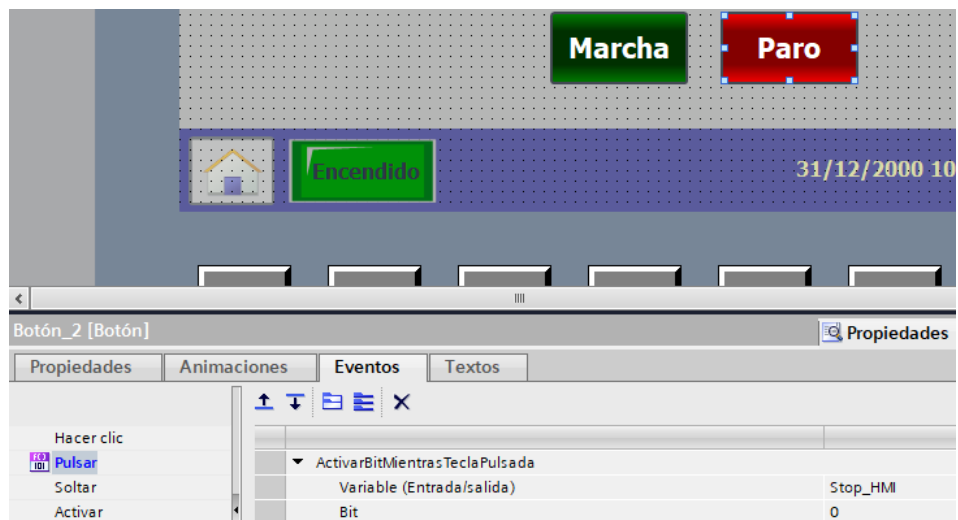 Marcha Paro
Encendido 31/12/2000 10
Botón_2 [Botón] Propiedades
Propiedades Animaciones Eventos Textos
Hacer clic
Pulsar ActivarBitMientrasTeclaPulsada
Soltar Variable (Entrada/salida) Stop_HMI
Activar Bit 0